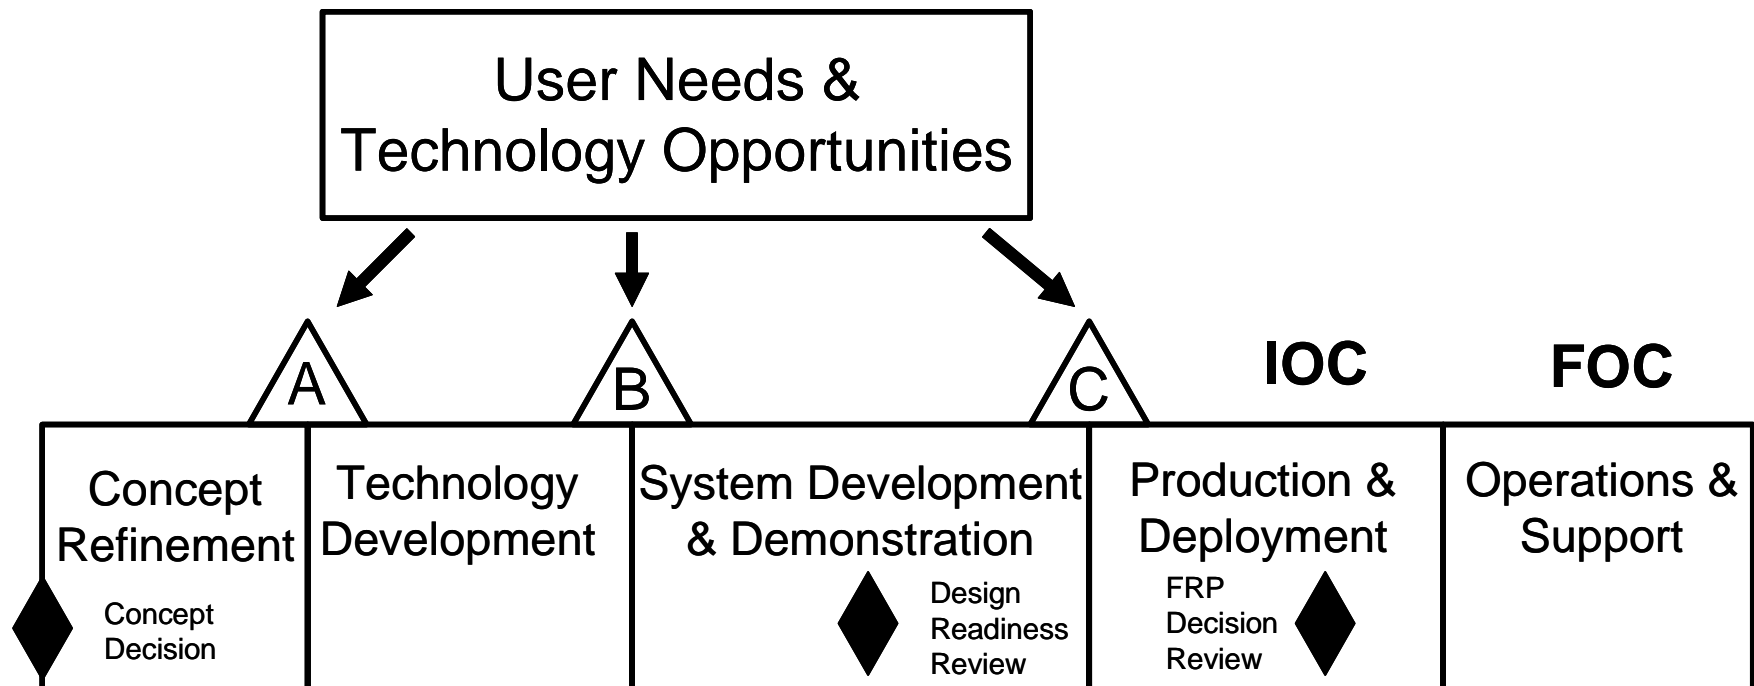 User Needs &
Technology Opportunities
A
B
C
IOC
FOC
Concept
Refinement
Technology
Development
System Development
& Demonstration
Production &
Deployment
Operations &
Support
Concept
Decision
Design
Readiness
Review
FRP
Decision
Review